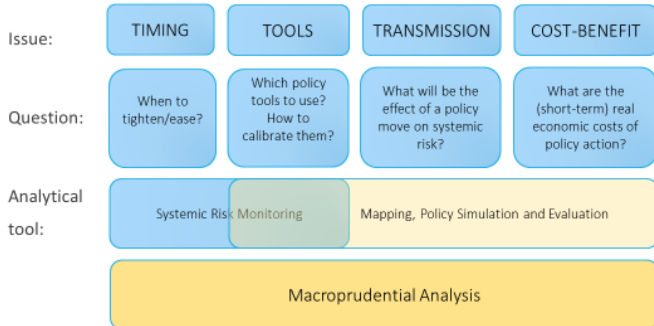 Issue:
TIMING
TOOLS
TRANSMISSION
COST-BENEFIT
Question:
When to
tighten/ease?
Which policy
tools to use?
How to
calibrate them?
What will be the
effect of a policy
move on systemic
risk?
What are the
(short-term) real
economic costs of
policy action?
Analytical
tool:
Systemic Risk Monitoring
Mapping, Policy Simulation and Evaluation
Macroprudential Analysis